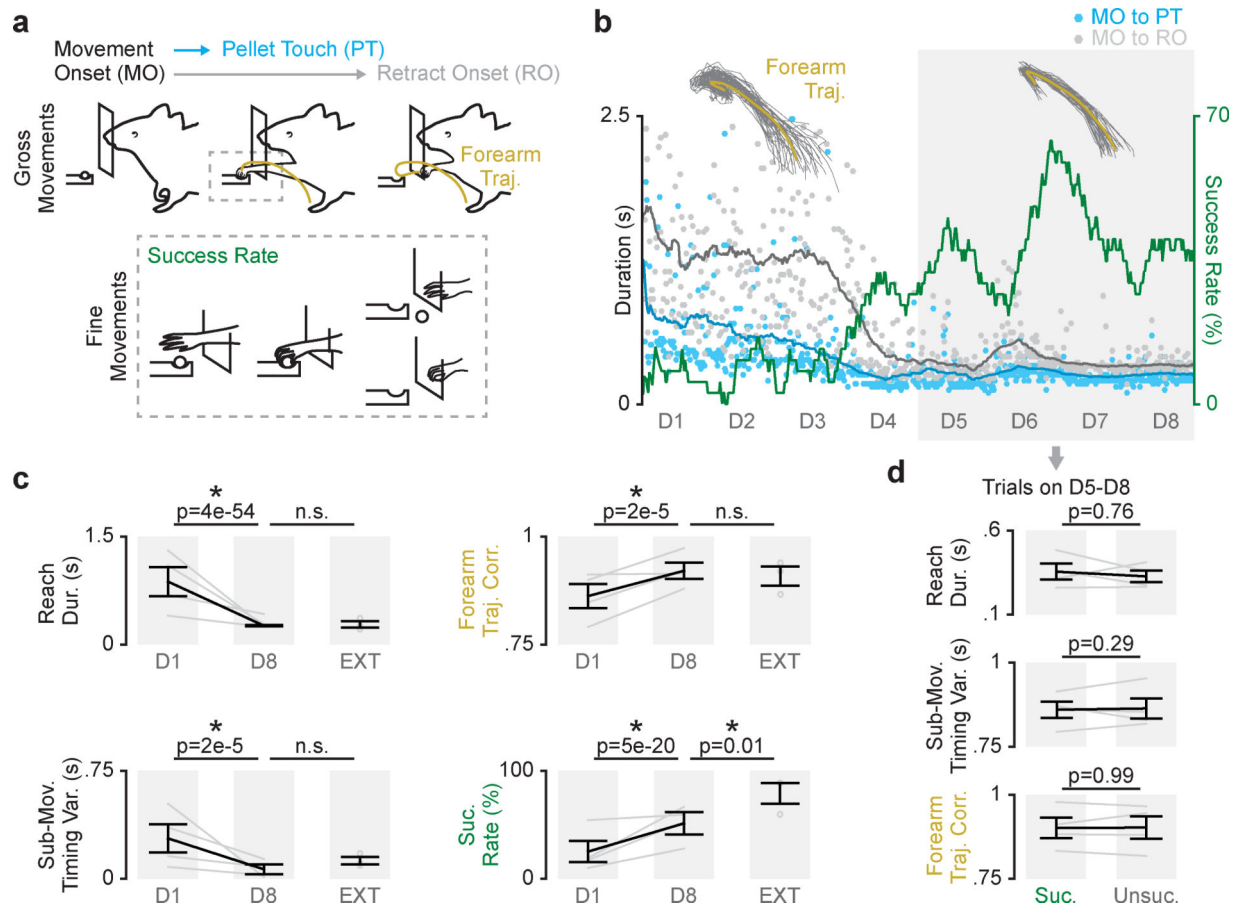 a
Movement
Onset (MO)
Pellet Touch (PT)
Retract Onset (RO)
Gross
Movements
Forearm
Traj.
Fine
Movements
Success Rate
b
MO to PT
MO to RO
Forearm
Traj.
2.5
Duration (s)
0
70
Success Rate (%)
0
D1 D2 D3 D4 D5 D6 D7 D8
c
*
p=4e-54
n.s.
1.5
Reach
Dur. (s)
0
D1 D8 EXT
*
p=2e-5
n.s.
1
Forearm
Traj. Corr.
.75
D1 D8 EXT
*
p=2e-5
n.s.
.75
Sub-Mov.
Timing Var. (s)
0
D1 D8 EXT
*
p=5e-20
*
p=0.01
100
Suc.
Rate (%)
0
D1 D8 EXT
d
Trials on D5-D8
p=0.76
.6
Reach
Dur. (s)
.1
p=0.29
1
Sub-Mov.
Timing Var. (s)
.75
p=0.99
1
Forearm
Traj. Corr.
.75
Suc. Unsuc.